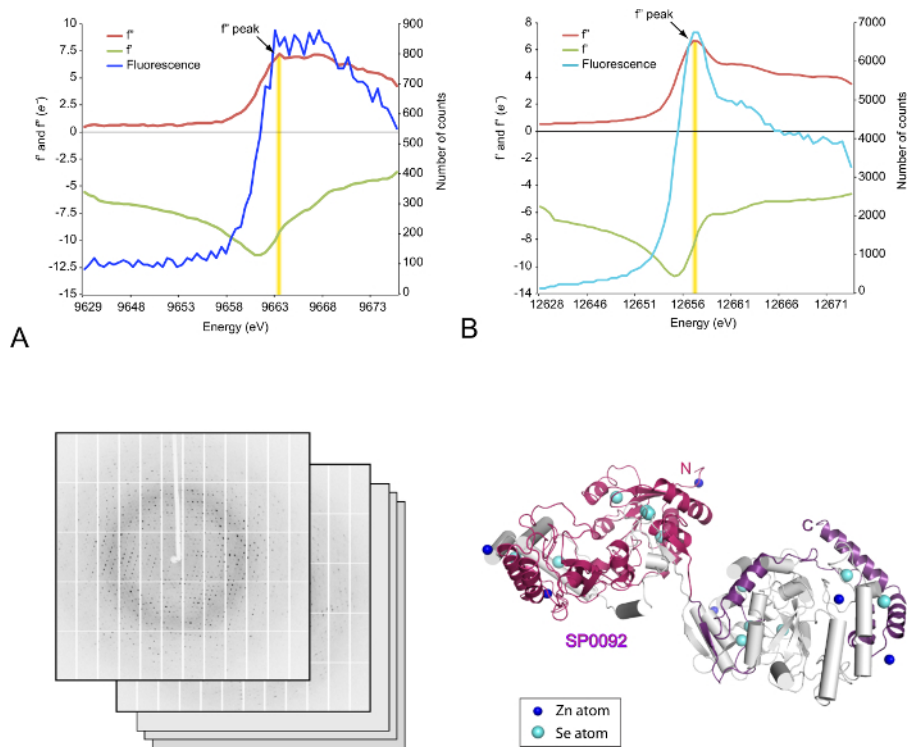 f" peak
f"
f'
Fluorescence
10
7.5
5
2.5
0
-2.5
-5
-7.5
-10
-12.5
-15
f' and f" (e⁻)
900
800
700
600
500
400
300
200
100
0
Number of counts
9629 9648 9653 9658 9663 9668 9673
Energy (eV)
A
f" peak
f"
f'
Fluorescence
8
6
4
2
0
-2
-4
-6
-8
-10
-14
f' and f" (e⁻)
7000
6000
5000
4000
3000
2000
1000
0
Number of counts
12628 12646 12651 12656 12661 12666 12671
Energy (eV)
B
N
C
SP0092
Zn atom
Se atom